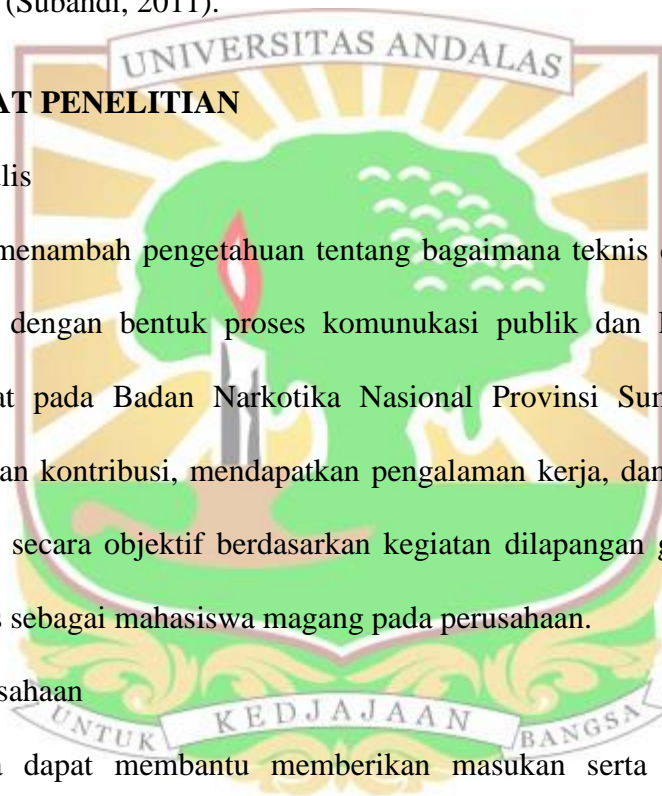 (Subandi, 2011).
UNIVERSITAS ANDALAS
AT PENELITIAN
lis
menambah pengetahuan tentang bagaimana teknis
dengan bentuk proses komunukasi publik dan
at pada Badan Narkotika Nasional Provinsi Sum
an kontribusi, mendapatkan pengalaman kerja, dan
secara objektif berdasarkan kegiatan dilapangan g
s sebagai mahasiswa magang pada perusahaan.
sahaan
UNTUK KEDJAJAAN BANGSA
a dapat membantu memberikan masukan serta